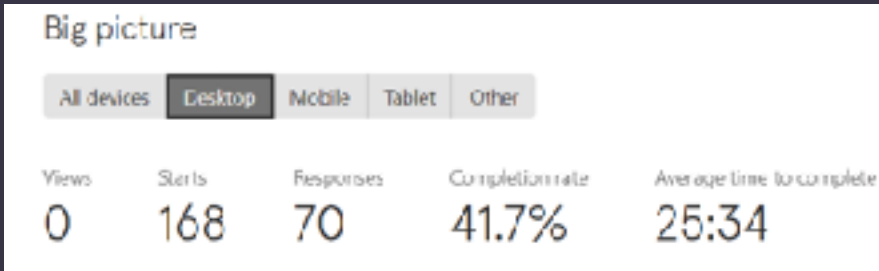 Big picture
All devices Desktop Mobile Tablet Other
Views Starts Responses Completion rate Average time to complete
0 168 70 41.7% 25:34